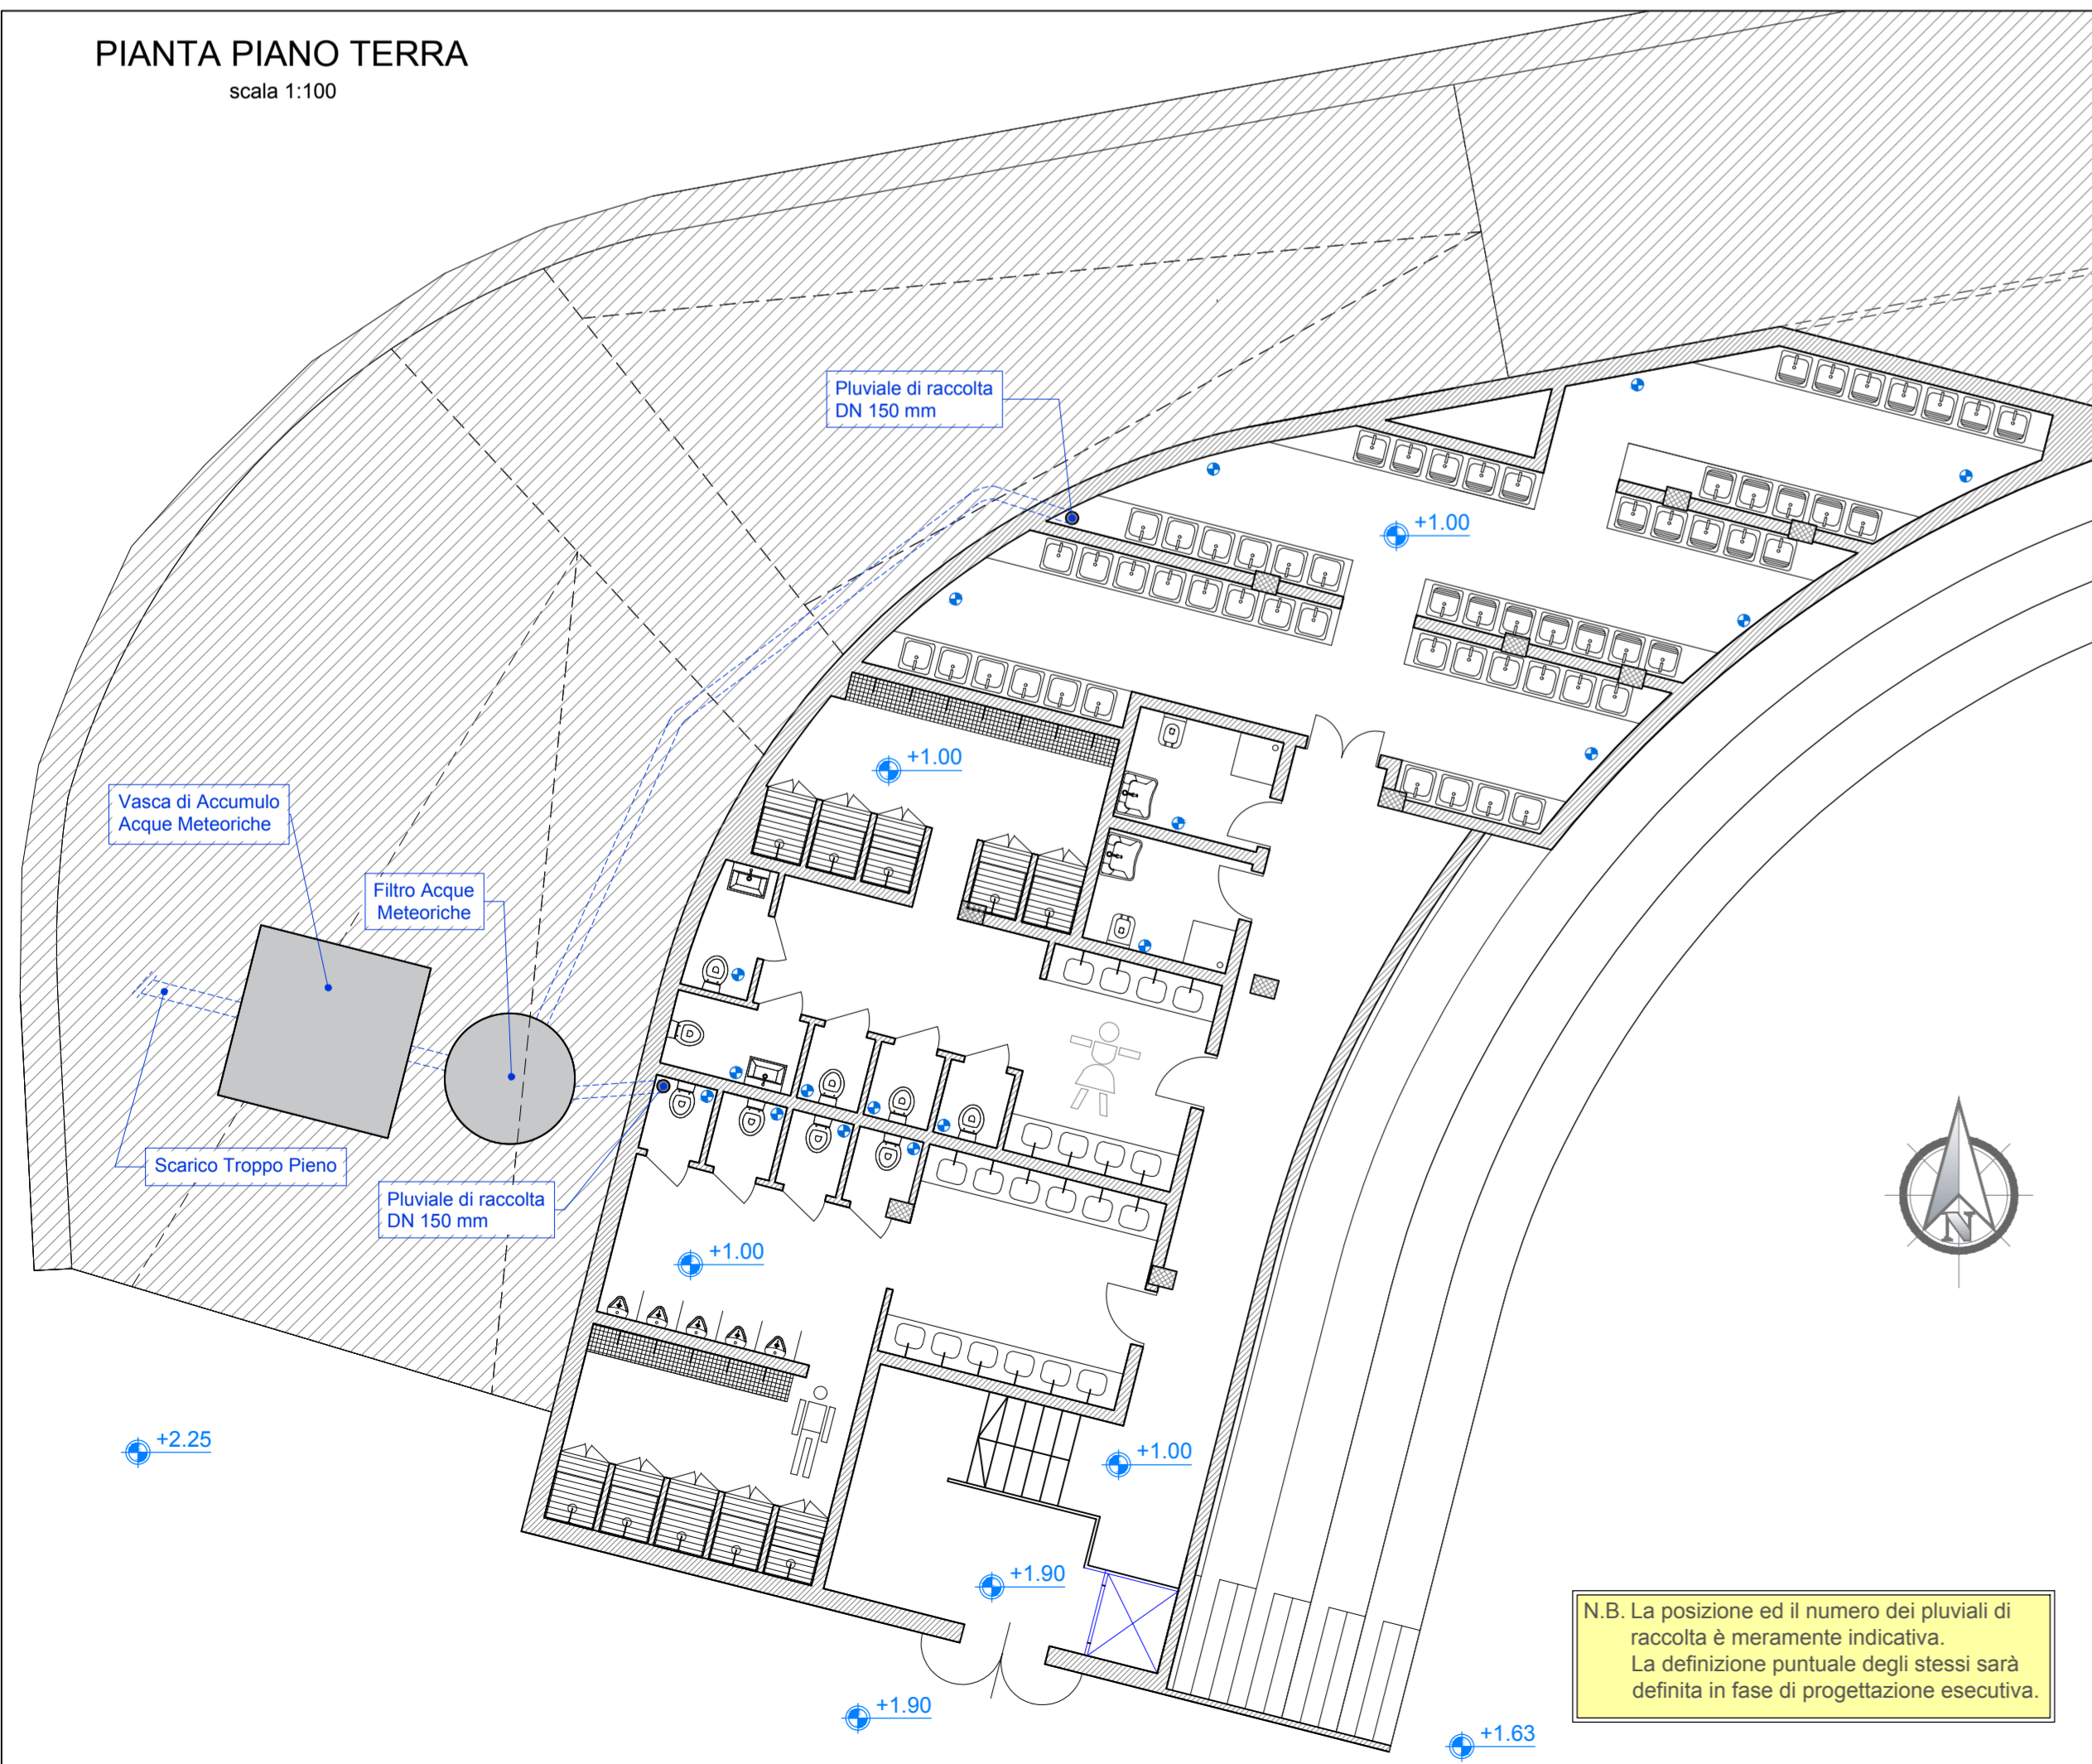 PIANTA PIANO TERRA
scala 1:100
Pluviale di raccolta
DN 150 mm
+1.00
+1.00
Vasca di Accumulo
Acque Meteoriche
Filtro Acque
Meteoriche
Scarico Troppo Pieno
Pluviale di raccolta
DN 150 mm
+1.00
N
+2.25
+1.00
+1.90
N.B. La posizione ed il numero dei pluviali di
raccolta è meramente indicativa.
La definizione puntuale degli stessi sarà
definita in fase di progettazione esecutiva.
+1.90
+1.63